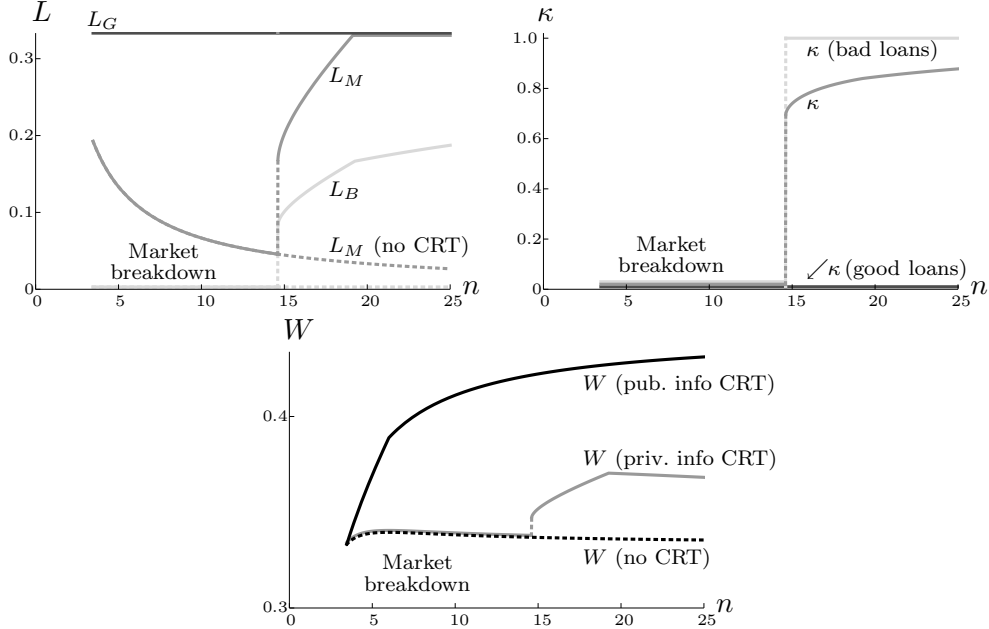 L
L_G
0.3
L_M
0.2
L_B
0.1
L_M (no CRT)
Market
breakdown
0
0 5 10 15 20 25 n
κ
1.0
κ (bad loans)
0.8
κ
0.6
0.4
Market
breakdown
0.2
κ (good loans)
0
0 5 10 15 20 25 n
W
0.4
W (pub. info CRT)
W (priv. info CRT)
W (no CRT)
Market
breakdown
0.3
0 5 10 15 20 25 n